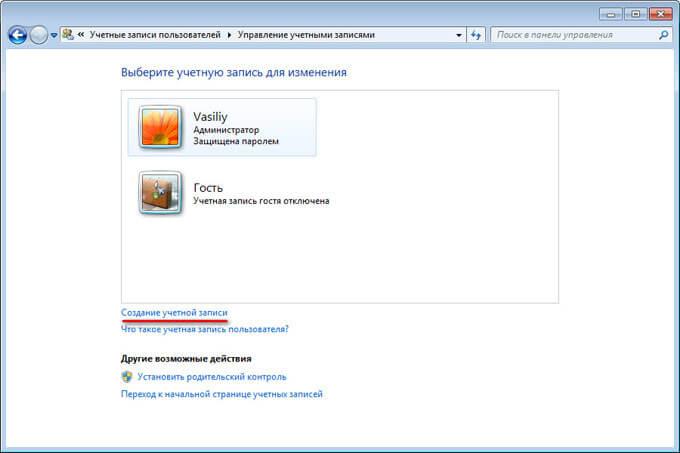 « Учетные записи пользователей Управление учетными записями Поиск в панели управления
Выберите учетную запись для изменения
Vasiliy
Администратор
Защищена паролем
Гость
Учетная запись гостя отключена
Создание учетной записи
Что такое учетная запись пользователя?
Другие возможные действия
Установить родительский контроль
Переход к начальной странице учетных записей